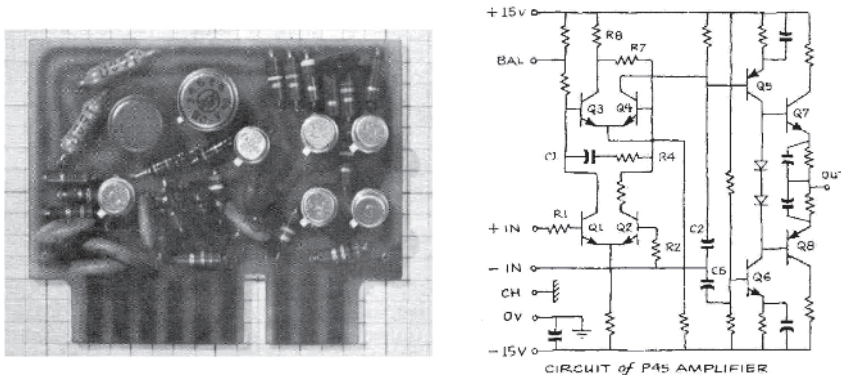 +15V
R8
R7
BAL
Q5
Q3
Q4
Q7
C1
R4
OUT
R1
+IN
Q1
Q2
C2
R2
Q8
-IN
C6
Q6
CH
0V
-15V
CIRCUIT of P45 AMPLIFIER